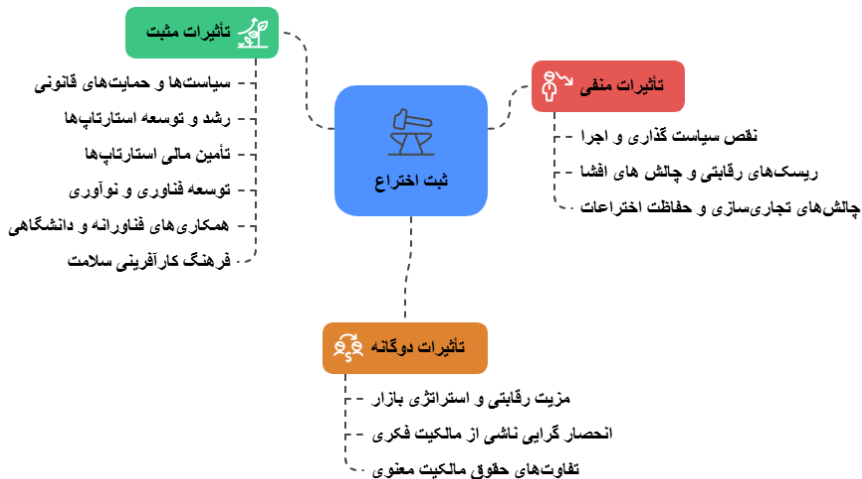 ثبت اختراع
تأثیرات مثبت
سیاست‌ها و حمایت‌های قانونی
رشد و توسعه استارتاپ‌ها
تأمین مالی استارتاپ‌ها
توسعه فناوری و نوآوری
همکاری‌های فناورانه و دانشگاهی
فرهنگ کارآفرینی سلامت
تأثیرات منفی
نقص سیاست گذاری و اجرا
ریسک‌های رقابتی و چالش های افشا
چالش‌های تجاری‌سازی و حفاظت اختراعات
تأثیرات دوگانه
مزیت رقابتی و استراتژی بازار
انحصار گرایی ناشی از مالکیت فکری
تفاوت‌های حقوق مالکیت معنوی